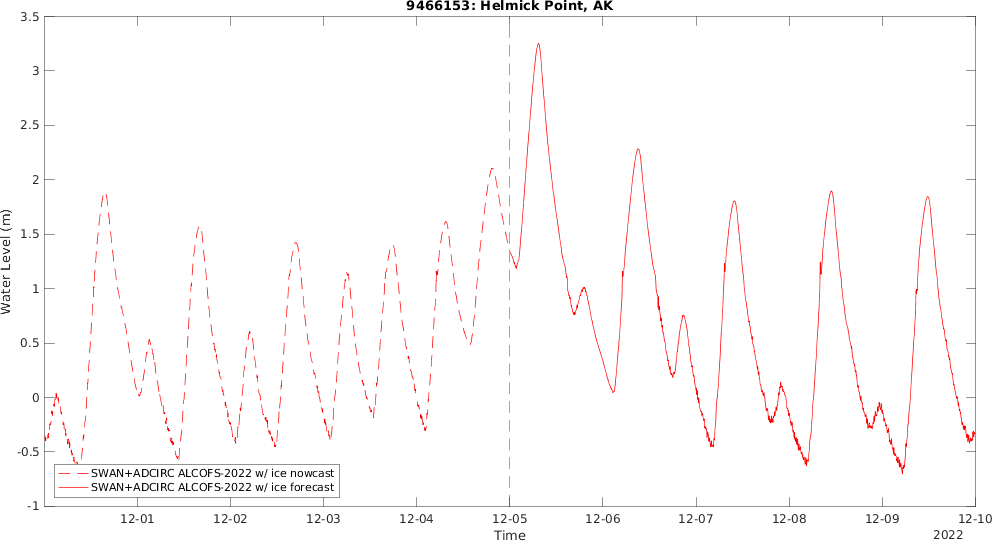 9466153: Helmick Point, AK
3.5
3
2.5
2
1.5
1
0.5
0
-0.5
-1
Water Level (m)
SWAN+ADCIRC ALCOFS-2022 w/ ice nowcast
SWAN+ADCIRC ALCOFS-2022 w/ ice forecast
12-01 12-02 12-03 12-04 12-05 12-06 12-07 12-08 12-09 12-10
Time
2022